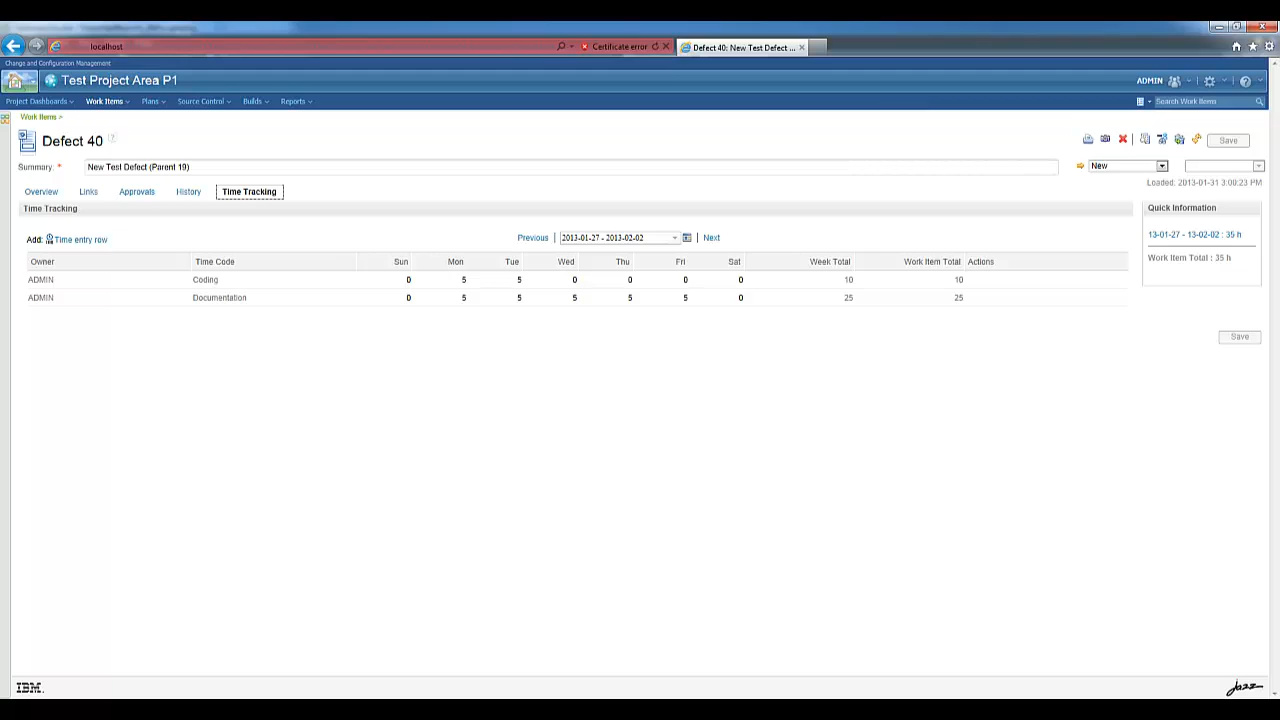 localhost
Certificate error
Defect 40: New Test Defect ...
Change and Configuration Management
Test Project Area P1
ADMIN
Project Dashboards Work Items Plans Source Control Builds Reports
Search Work Items
Work Items >
Defect 40
Save
Summary: *
New Test Defect (Parent 19)
New
Loaded: 2013-01-31 3:00:23 PM
Overview Links Approvals History Time Tracking
Time Tracking
Quick Information
Add: Time entry row
Previous | 2013-01-27 - 2013-02-02 | Next
13-01-27 - 13-02-02 : 35 h
Work Item Total : 35 h
Owner Time Code Sun Mon Tue Wed Thu Fri Sat Week Total Work Item Total Actions
ADMIN Coding 0 5 5 0 0 0 0 10 10
ADMIN Documentation 0 5 5 5 5 5 0 25 25
Save
IBM.
jazz